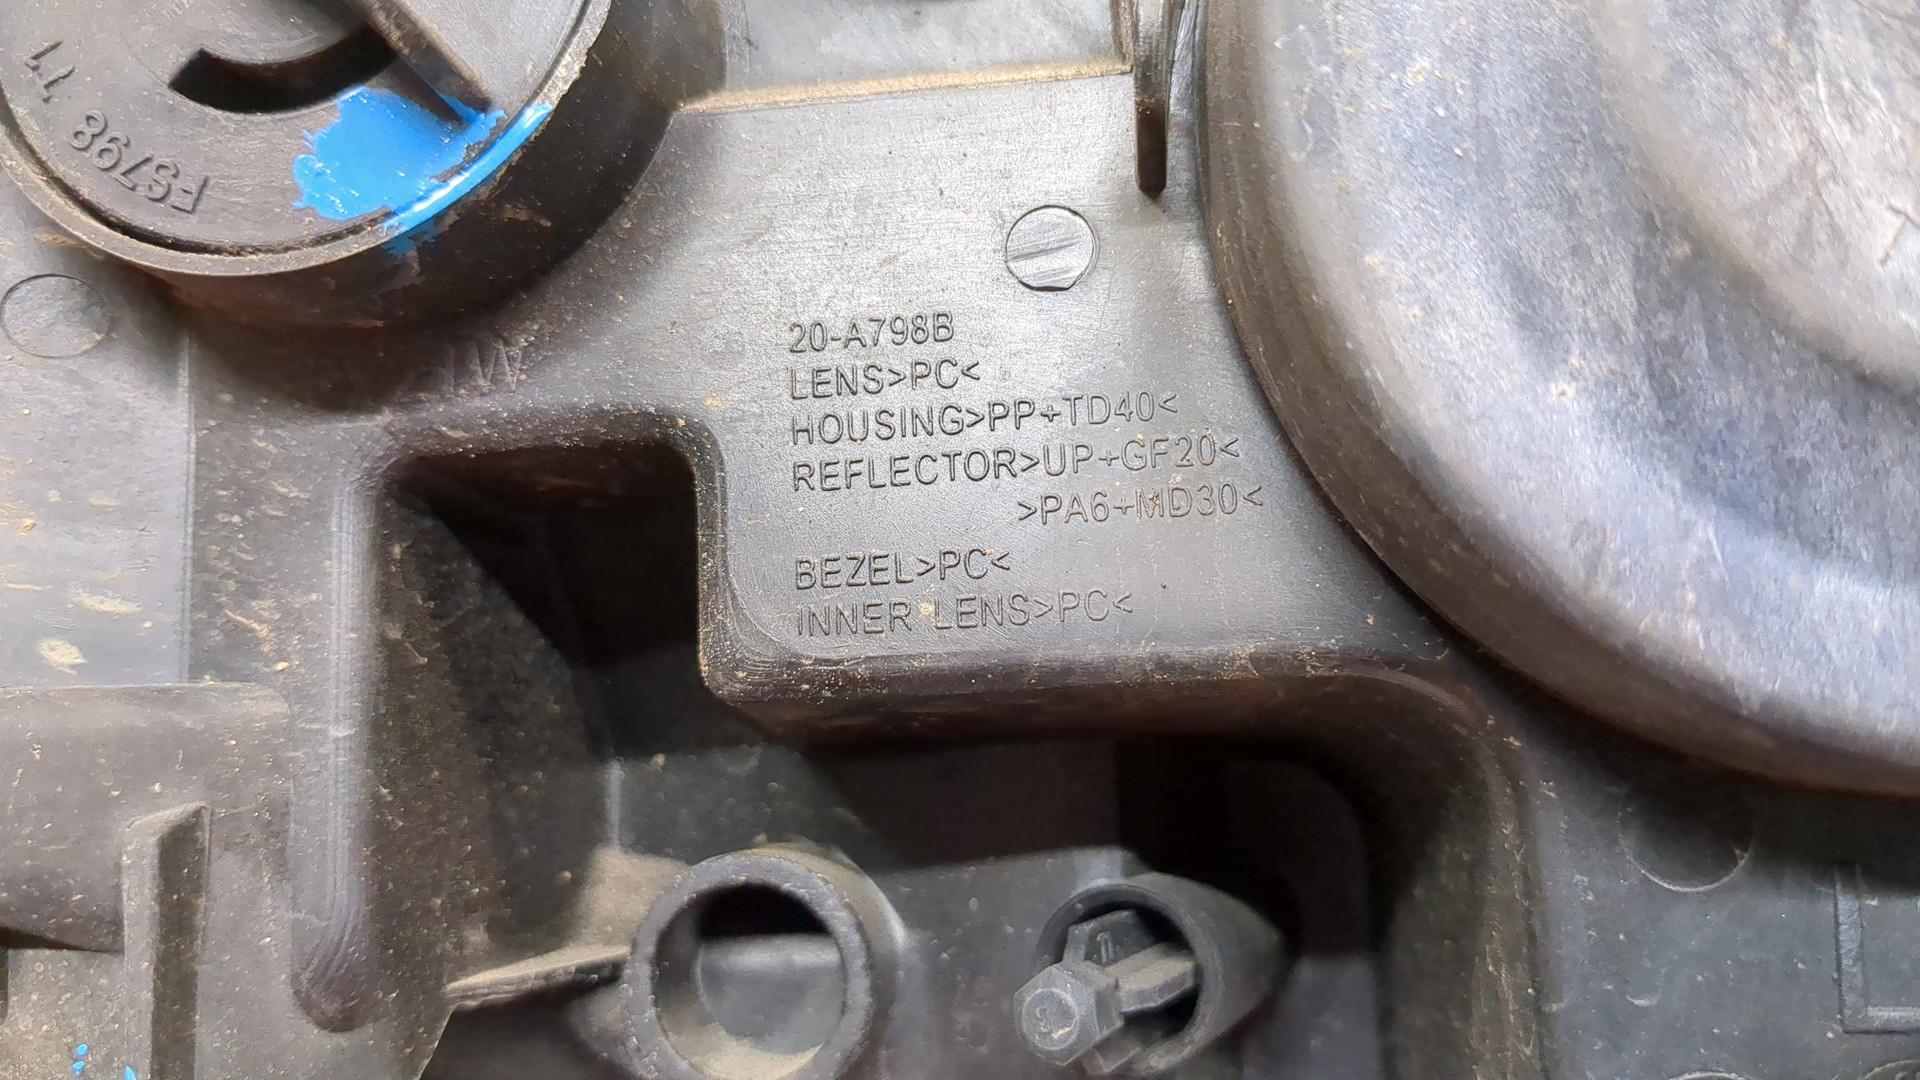 FS798 11
20-A798B
LENS>PC<
HOUSING>PP+TD40<
REFLECTOR>UP+GF20<
>PA6+MD30<
BEZEL>PC<
INNER LENS>PC<